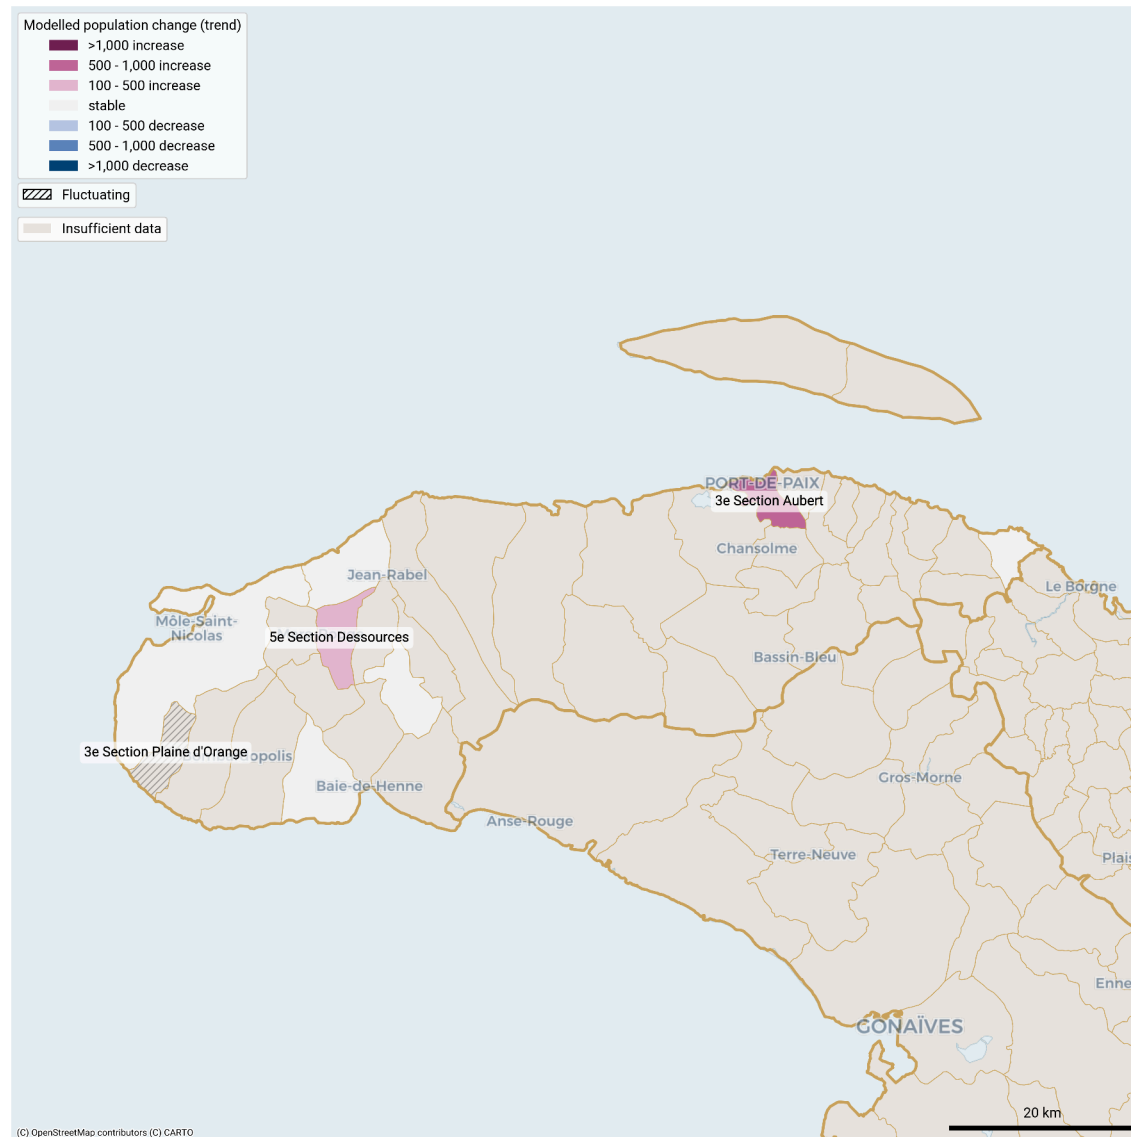 Modelled population change (trend)
>1,000 increase
500 - 1,000 increase
100 - 500 increase
stable
100 - 500 decrease
500 - 1,000 decrease
>1,000 decrease
Fluctuating
Insufficient data
PORT-DE-PAIX
3e Section Aubert
Chansolme
Jean-Rabel
Le Borgne
Môle-Saint-
Nicolas
5e Section Dessources
Bassin-Bleu
3e Section Plaine d'Orange
opolis
Baie-de-Henne
Gros-Morne
Anse-Rouge
Terre-Neuve
Plais
Enne
GONAÏVES
20 km
(C) OpenStreetMap contributors (C) CARTO